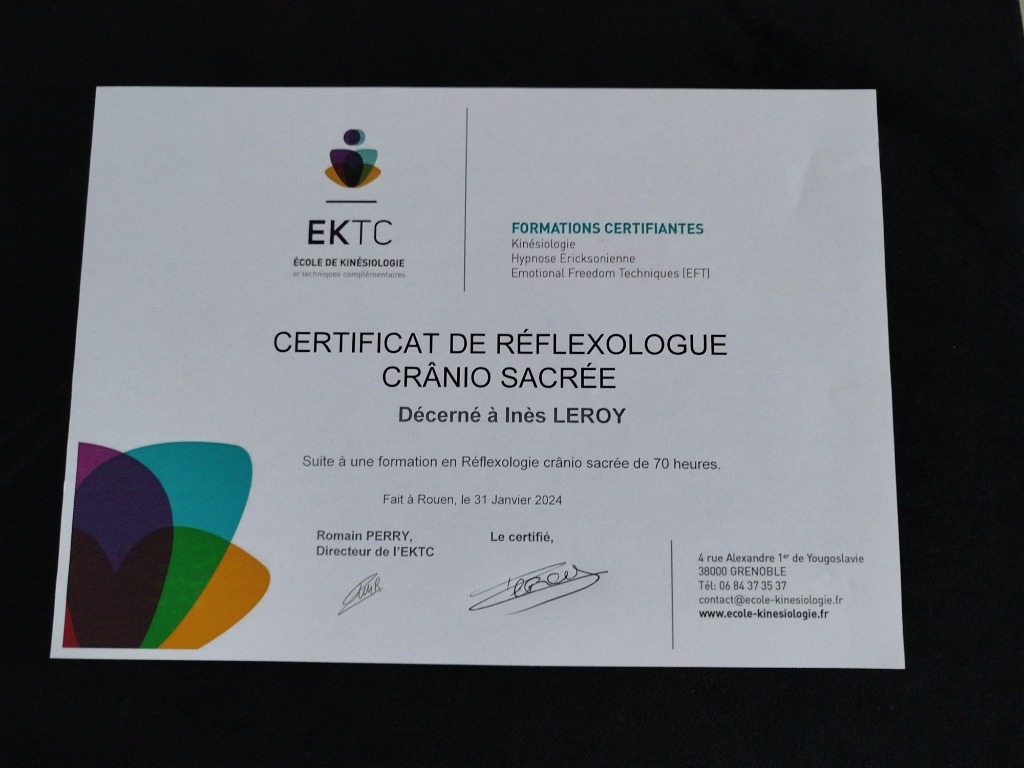 EKTC
ÉCOLE DE KINÉSIOLOGIE
et techniques complémentaires
FORMATIONS CERTIFIANTES
Kinésiologie
Hypnose Ericksonienne
Emotional Freedom Techniques (EFT)
CERTIFICAT DE RÉFLEXOLOGUE
CRÂNIO SACRÉE
Décerné à Inès LEROY
Suite à une formation en Réflexologie crânio sacrée de 70 heures.
Fait à Rouen, le 31 Janvier 2024
Romain PERRY,
Directeur de l'EKTC
Le certifié,
4 rue Alexandre 1er de Yougoslavie
38000 GRENOBLE
Tél: 06 84 37 35 37
contact@ecole-kinesiologie.fr
www.ecole-kinesiologie.fr